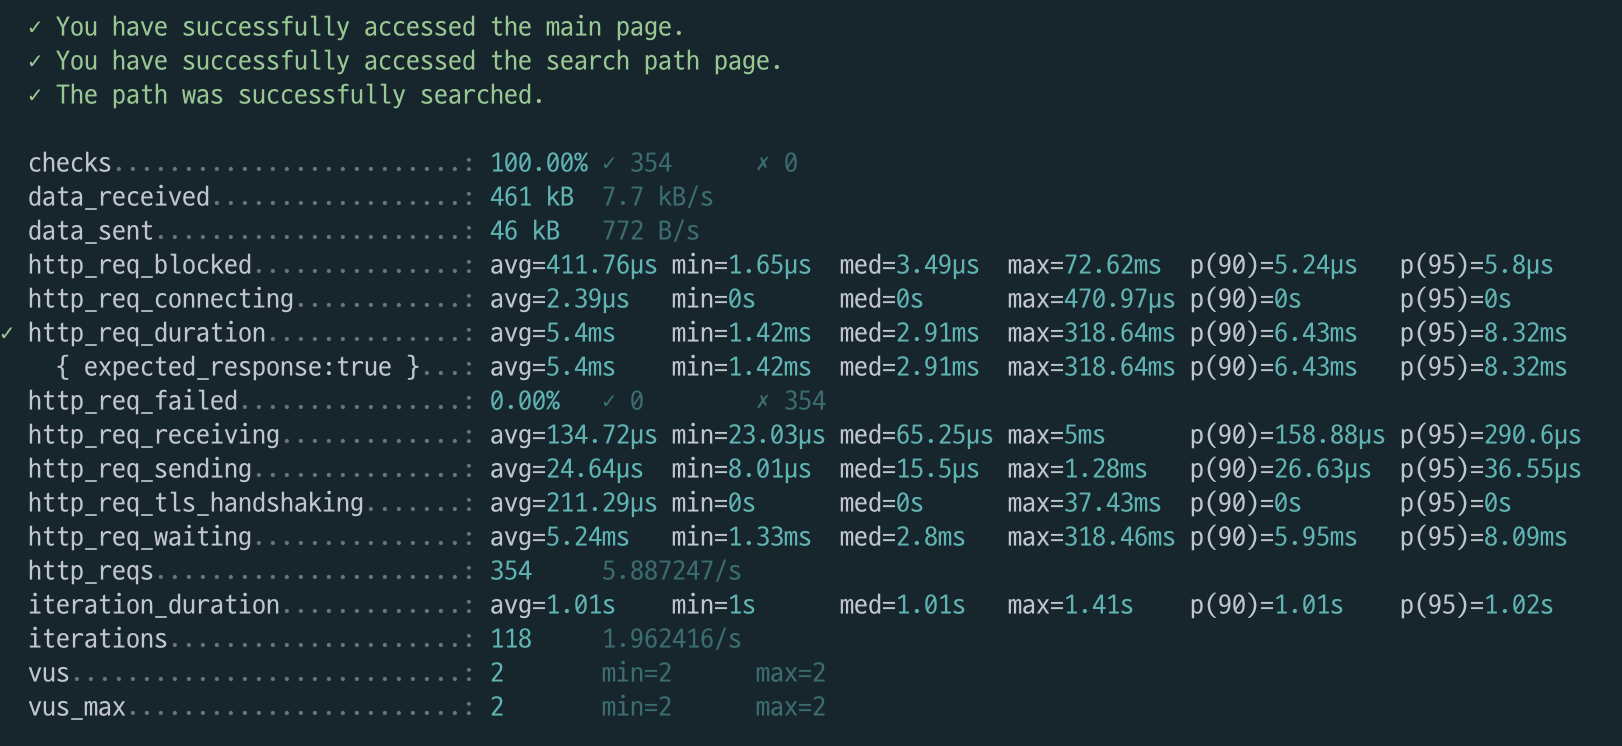 ✓ You have successfully accessed the main page.
✓ You have successfully accessed the search path page.
✓ The path was successfully searched.
checks.........................: 100.00% ✓ 354      ✗ 0
data_received..................: 461 kB  7.7 kB/s
data_sent......................: 46 kB   772 B/s
http_req_blocked...............: avg=411.76µs min=1.65µs  med=3.49µs  max=72.62ms  p(90)=5.24µs   p(95)=5.8µs
http_req_connecting............: avg=2.39µs   min=0s      med=0s      max=470.97µs p(90)=0s       p(95)=0s
✓ http_req_duration..............: avg=5.4ms    min=1.42ms  med=2.91ms  max=318.64ms p(90)=6.43ms   p(95)=8.32ms
{ expected_response:true }...: avg=5.4ms    min=1.42ms  med=2.91ms  max=318.64ms p(90)=6.43ms   p(95)=8.32ms
http_req_failed................: 0.00%   ✓ 0        ✗ 354
http_req_receiving.............: avg=134.72µs min=23.03µs med=65.25µs max=5ms      p(90)=158.88µs p(95)=290.6µs
http_req_sending...............: avg=24.64µs  min=8.01µs  med=15.5µs  max=1.28ms   p(90)=26.63µs  p(95)=36.55µs
http_req_tls_handshaking.......: avg=211.29µs min=0s      med=0s      max=37.43ms  p(90)=0s       p(95)=0s
http_req_waiting...............: avg=5.24ms   min=1.33ms  med=2.8ms   max=318.46ms p(90)=5.95ms   p(95)=8.09ms
http_reqs......................: 354     5.887247/s
iteration_duration.............: avg=1.01s    min=1s      med=1.01s   max=1.41s    p(90)=1.01s    p(95)=1.02s
iterations.....................: 118     1.962416/s
vus............................: 2       min=2      max=2
vus_max........................: 2       min=2      max=2